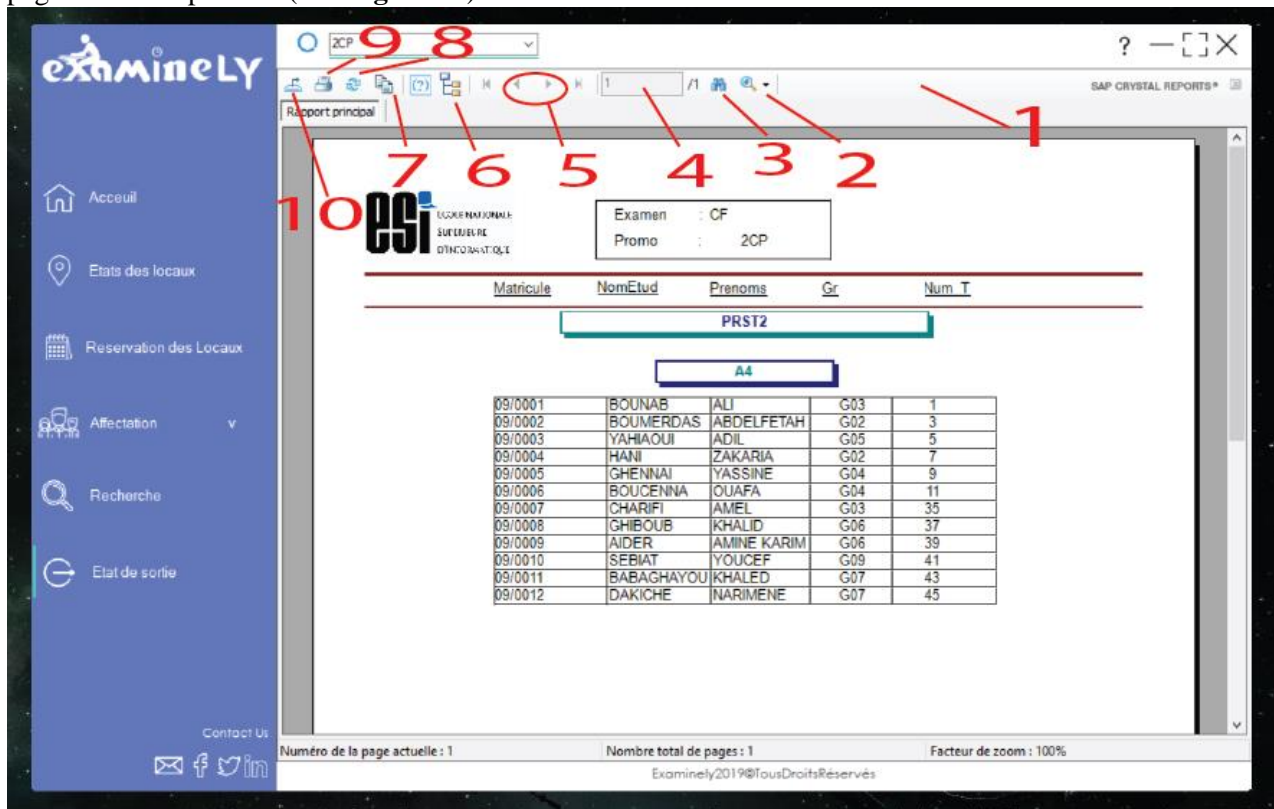 2CP
9 8
? 
exAminELY
1 /1
SAP CRYSTAL REPORTS®
Rapport principal
1
7 6 5 4 3 2
10
Acceuil
Etats des locaux
Reservation des Locaux
Affectation v
Recherche
Etat de sortie
Contact Us
esi
ECOLE NATIONALE
SUPERIEURE
D'INFORMATIQUE
Examen : CF
Promo : 2CP
Matricule NomEtud Prenoms Gr Num_T
PRST2
A4
09/0001 BOUNAB ALI G03 1
09/0002 BOUMERDAS ABDELFETAH G02 3
09/0003 YAHIAOUI ADIL G05 5
09/0004 HANI ZAKARIA G02 7
09/0005 GHENNAI YASSINE G04 9
09/0006 BOUCENNA OUAFA G04 11
09/0007 CHARIFI AMEL G03 35
09/0008 GHIBOUB KHALID G06 37
09/0009 AIDER AMINE KARIM G06 39
09/0010 SEBIAT YOUCEF G09 41
09/0011 BABAGHAYOU KHALED G07 43
09/0012 DAKICHE NARIMENE G07 45
Numéro de la page actuelle : 1 Nombre total de pages : 1 Facteur de zoom : 100%
Examinely2019@TousDroitsRéservés